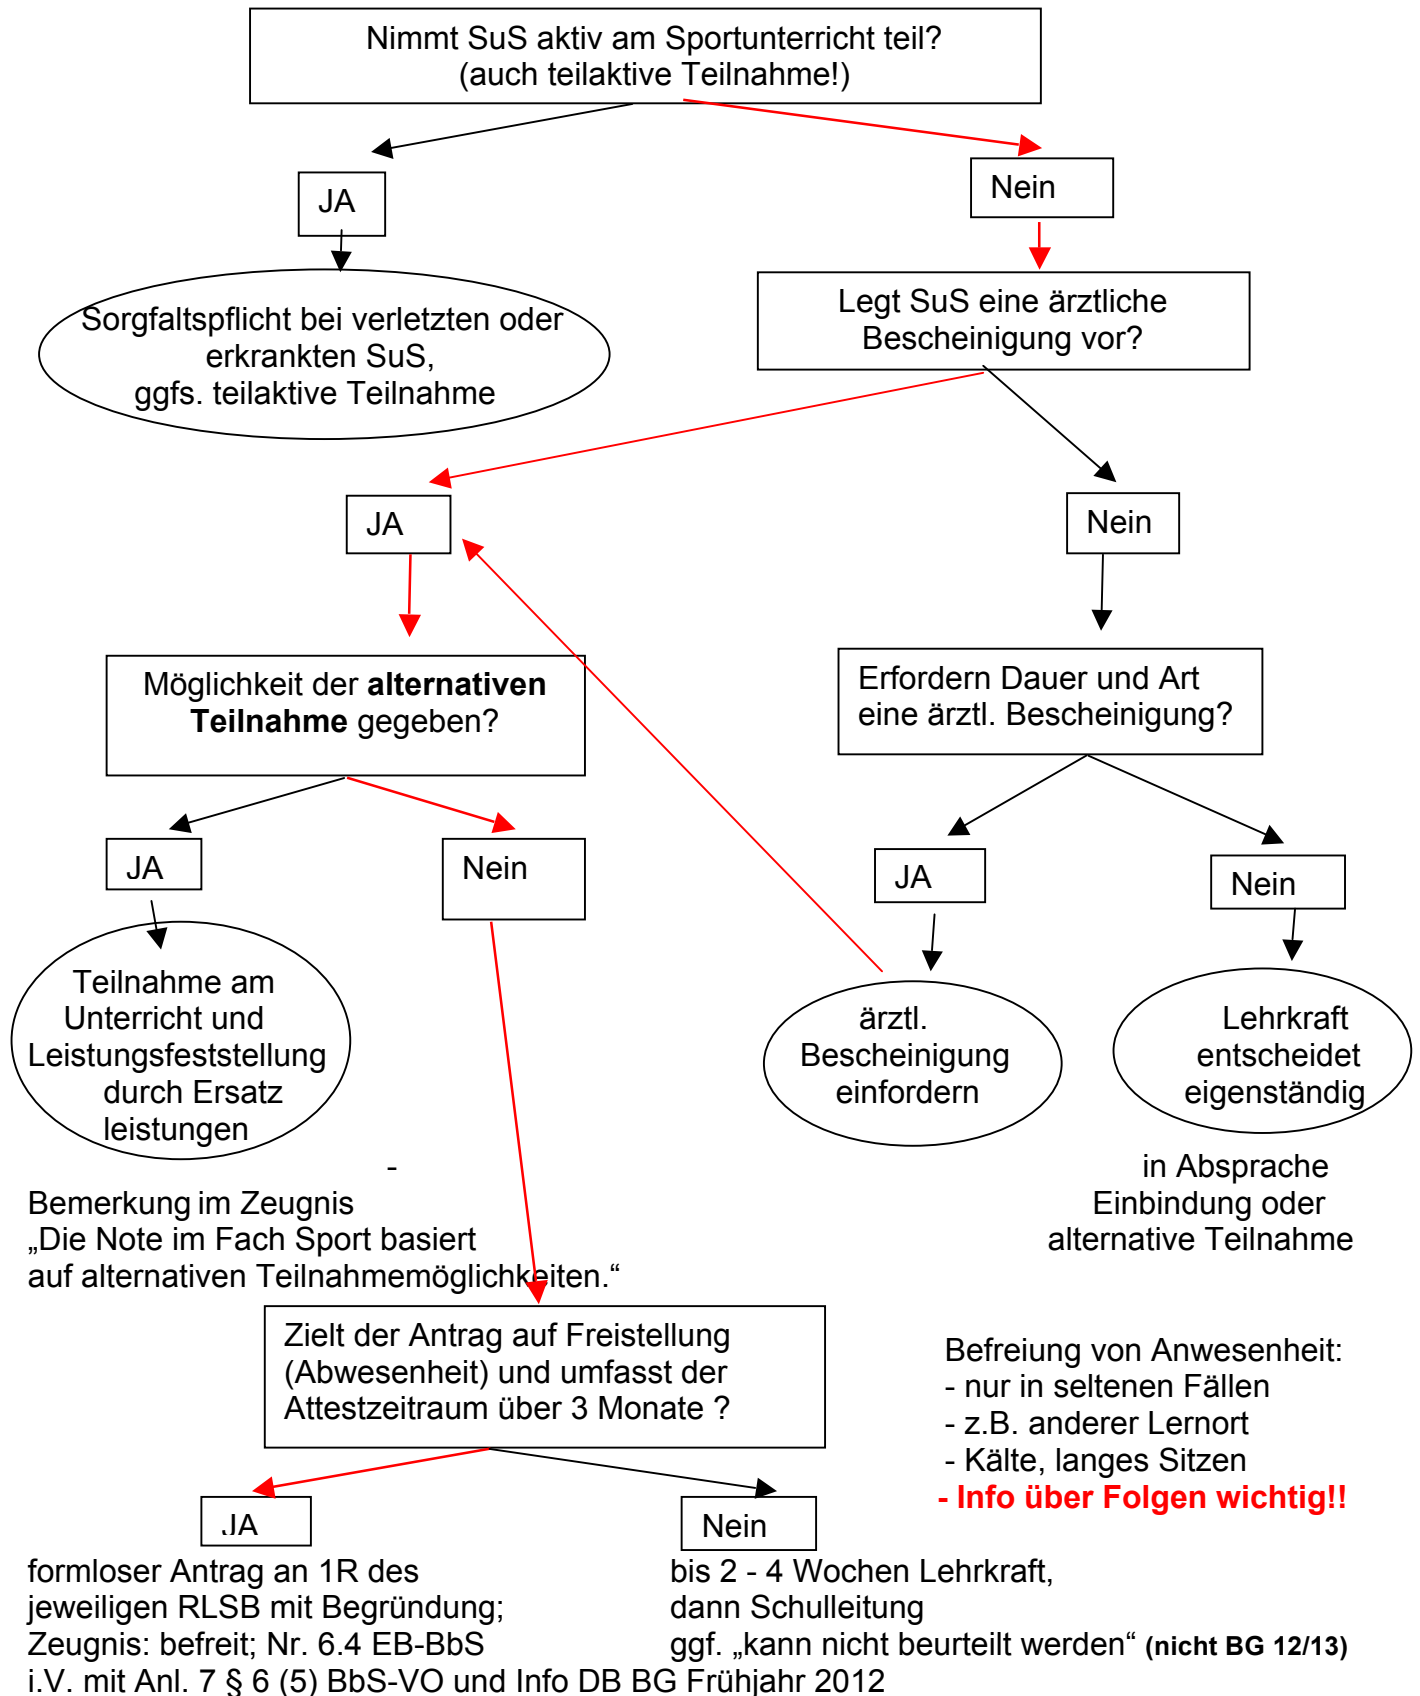 Nimmt SuS aktiv am Sportunterricht teil?
(auch teilaktive Teilnahme!)
JA
Nein
Sorgfaltspflicht bei verletzten oder
erkrankten SuS,
ggfs. teilaktive Teilnahme
Legt SuS eine ärztliche
Bescheinigung vor?
JA
Nein
Möglichkeit der alternativen
Teilnahme gegeben?
Erfordern Dauer und Art
eine ärztl. Bescheinigung?
JA
Nein
JA
Nein
Teilnahme am
Unterricht und
Leistungsfeststellung
durch Ersatz
leistungen
ärztl.
Bescheinigung
einfordern
Lehrkraft
entscheidet
eigenständig
-
Bemerkung im Zeugnis
„Die Note im Fach Sport basiert
auf alternativen Teilnahmemöglichkeiten.“
in Absprache
Einbindung oder
alternative Teilnahme
Zielt der Antrag auf Freistellung
(Abwesenheit) und umfasst der
Attestzeitraum über 3 Monate ?
Befreiung von Anwesenheit:
- nur in seltenen Fällen
- z.B. anderer Lernort
- Kälte, langes Sitzen
- Info über Folgen wichtig!!
JA
Nein
formloser Antrag an 1R des
jeweiligen RLSB mit Begründung;
Zeugnis: befreit; Nr. 6.4 EB-BbS
i.V. mit Anl. 7 § 6 (5) BbS-VO und Info DB BG Frühjahr 2012
bis 2 - 4 Wochen Lehrkraft,
dann Schulleitung
ggf. „kann nicht beurteilt werden“ (nicht BG 12/13)